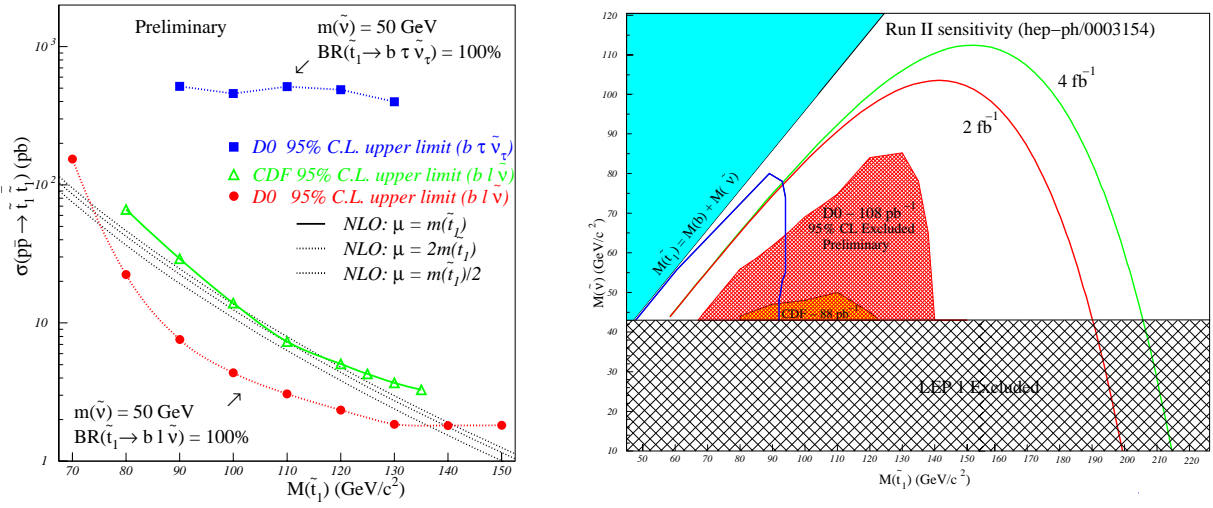 Preliminary
m(ν̃) = 50 GeV
BR(t̃₁→ b τ ν̃_τ) = 100%
σ(pp̄ → t̃₁ t̃̄₁) (pb)
10³
10²
10
1
D0 95% C.L. upper limit (b τ ν̃_τ)
CDF 95% C.L. upper limit (b l ν̃)
D0 95% C.L. upper limit (b l ν̃)
NLO: μ = m(t̃₁)
NLO: μ = 2m(t̃₁)
NLO: μ = m(t̃₁)/2
m(ν̃) = 50 GeV
BR(t̃₁→ b l ν̃) = 100%
70 80 90 100 110 120 130 140 150
M(t̃₁) (GeV/c²)
Run II sensitivity (hep−ph/0003154)
4 fb⁻¹
2 fb⁻¹
M(t̃₁) = M(b) + M(ν̃)
D0 − 108 pb⁻¹
95% CL Excluded
Preliminary
CDF − 88 pb⁻¹
LEP 1 Excluded
M(ν̃) (GeV/c²)
120
110
100
90
80
70
60
50
40
30
20
10
50 60 70 80 90 100 110 120 130 140 150 160 170 180 190 200 210 220
M(t̃₁) (GeV/c²)